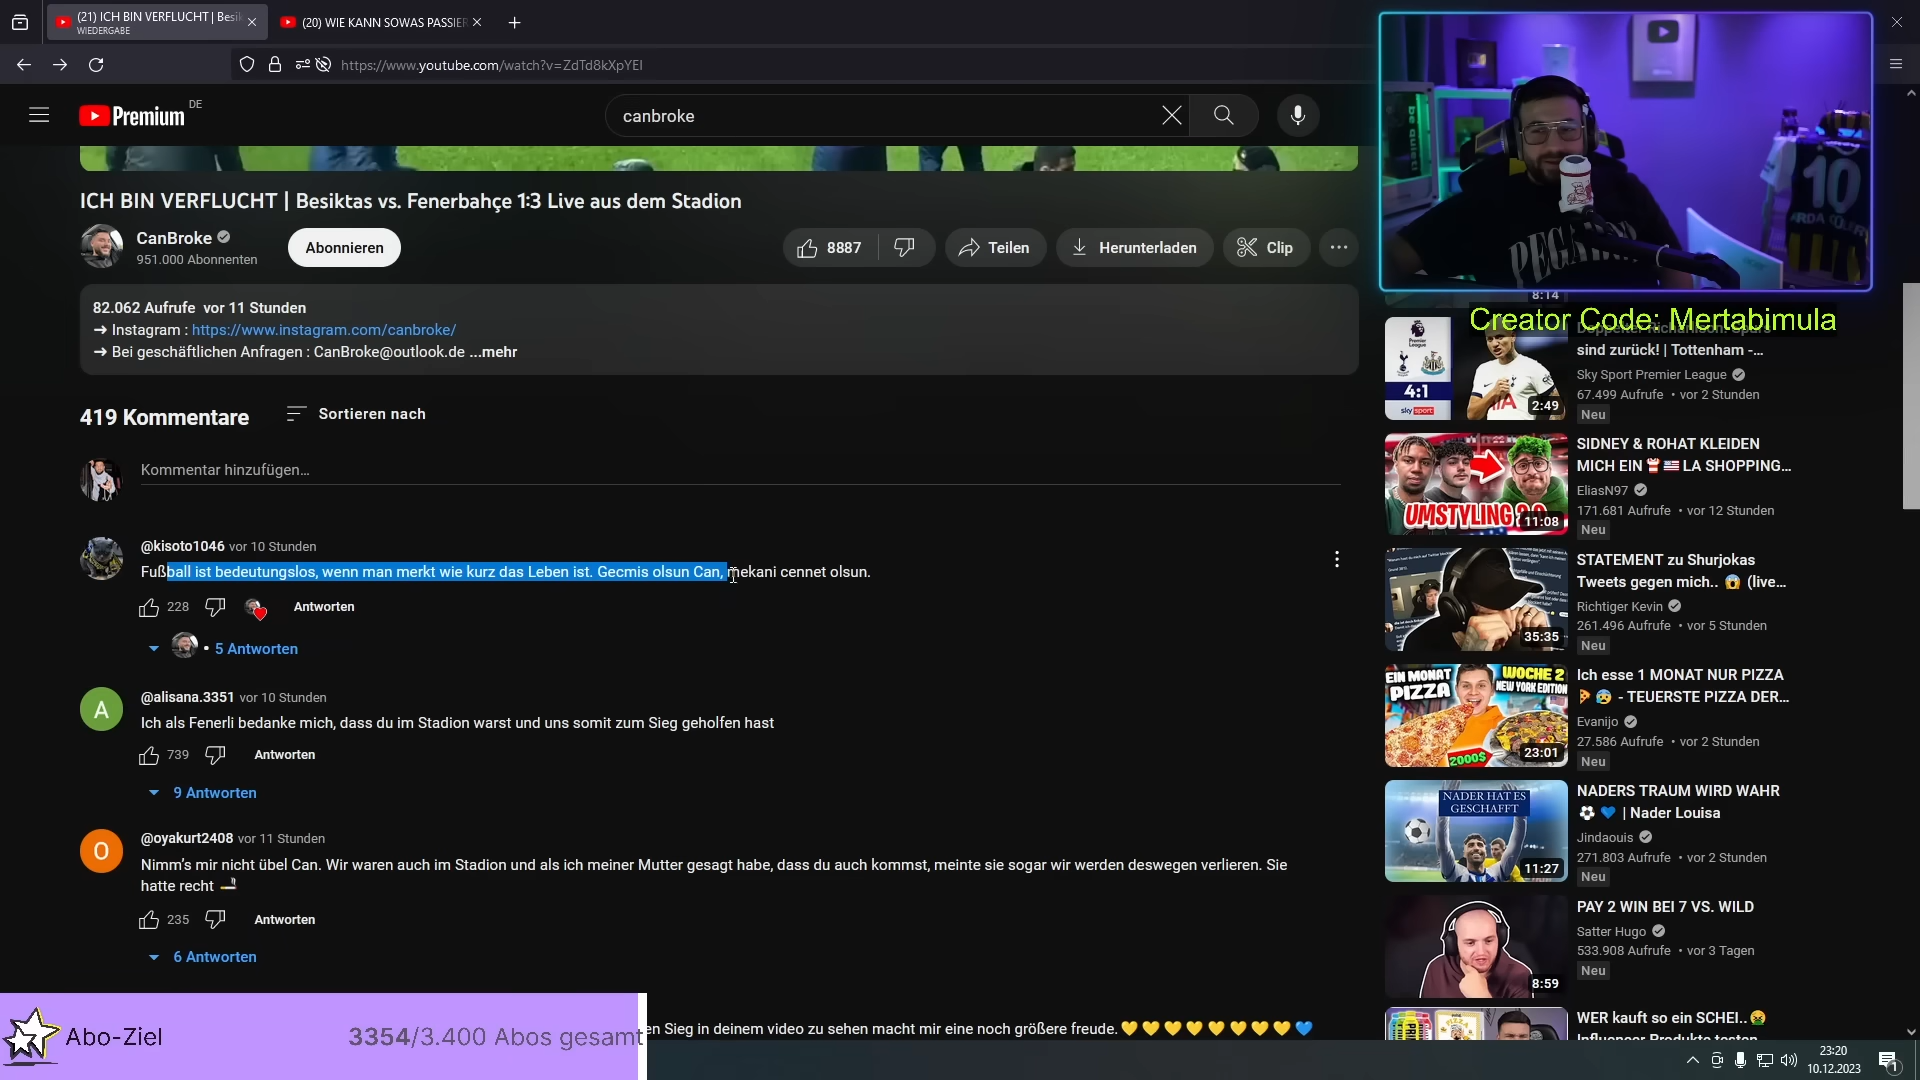 (21) ICH BIN VERFLUCHT | Besik
WIEDERGABE
(20) WIE KANN SOWAS PASSIER
https://www.youtube.com/watch?v=ZdTd8kXpYEI
Premium
DE
canbroke
ICH BIN VERFLUCHT | Besiktas vs. Fenerbahçe 1:3 Live aus dem Stadion
CanBroke
951.000 Abonnenten
Abonnieren
8887
Teilen
Herunterladen
Clip
82.062 Aufrufe vor 11 Stunden
➔ Instagram : https://www.instagram.com/canbroke/
➔ Bei geschäftlichen Anfragen : CanBroke@outlook.de ...mehr
419 Kommentare
Sortieren nach
Kommentar hinzufügen…
@kisoto1046 vor 10 Stunden
Fußball ist bedeutungslos, wenn man merkt wie kurz das Leben ist. Gecmis olsun Can, mekani cennet olsun.
228
Antworten
• 5 Antworten
@alisana.3351 vor 10 Stunden
A
Ich als Fenerli bedanke mich, dass du im Stadion warst und uns somit zum Sieg geholfen hast
739
Antworten
9 Antworten
@oyakurt2408 vor 11 Stunden
O
Nimm's mir nicht übel Can. Wir waren auch im Stadion und als ich meiner Mutter gesagt habe, dass du auch kommst, meinte sie sogar wir werden deswegen verlieren. Sie
hatte recht 🚬
235
Antworten
6 Antworten
en Sieg in deinem video zu sehen macht mir eine noch größere freude. 💛💛💛💛💛💛💛💛💙
Abo-Ziel
3354/3.400 Abos gesamt
10
ARDA
8:14
Creator Code: Mertabimula
Premier
League
4:1
sky sport
2:49
sind zurück! | Tottenham -…
Sky Sport Premier League
67.499 Aufrufe • vor 2 Stunden
Neu
UMSTYLING
11:08
SIDNEY & ROHAT KLEIDEN
MICH EIN 👕🇺🇸 LA SHOPPING…
EliasN97
171.681 Aufrufe • vor 12 Stunden
Neu
35:35
STATEMENT zu Shurjokas
Tweets gegen mich.. 😱 (live…
Richtiger Kevin
261.496 Aufrufe • vor 5 Stunden
Neu
EIN MONAT
PIZZA
WOCHE 2
NEW YORK EDITION
2000$
23:01
Ich esse 1 MONAT NUR PIZZA
🍕😰 - TEUERSTE PIZZA DER…
Evanijo
27.586 Aufrufe • vor 2 Stunden
Neu
NADER HAT ES
GESCHAFFT
11:27
NADERS TRAUM WIRD WAHR
⚽💙 | Nader Louisa
Jindaouis
271.803 Aufrufe • vor 2 Stunden
Neu
8:59
PAY 2 WIN BEI 7 VS. WILD
Satter Hugo
533.908 Aufrufe • vor 3 Tagen
Neu
WER kauft so ein SCHEI..🤮
Influencer Produkte testen
23:20
10.12.2023
1